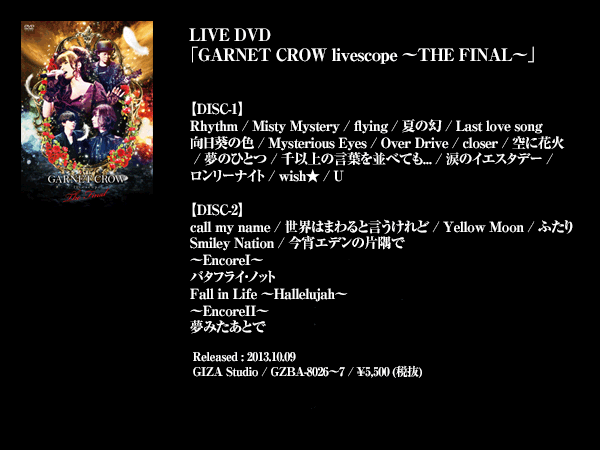 DVD
GARNET CROW
The Final
LIVE DVD
「GARNET CROW livescope ～THE FINAL～」
【DISC-1】
Rhythm / Misty Mystery / flying / 夏の幻 / Last love song
向日葵の色 / Mysterious Eyes / Over Drive / closer / 空に花火
/ 夢のひとつ / 千以上の言葉を並べても... / 涙のイエスタデー /
ロンリーナイト / wish★ / U
【DISC-2】
call my name / 世界はまわると言うけれど / Yellow Moon / ふたり
Smiley Nation / 今宵エデンの片隅で
～EncoreI～
バタフライ・ノット
Fall in Life ～Hallelujah～
～EncoreII～
夢みたあとで
Released : 2013.10.09
GIZA Studio / GZBA-8026～7 / ¥5,500 (税抜)